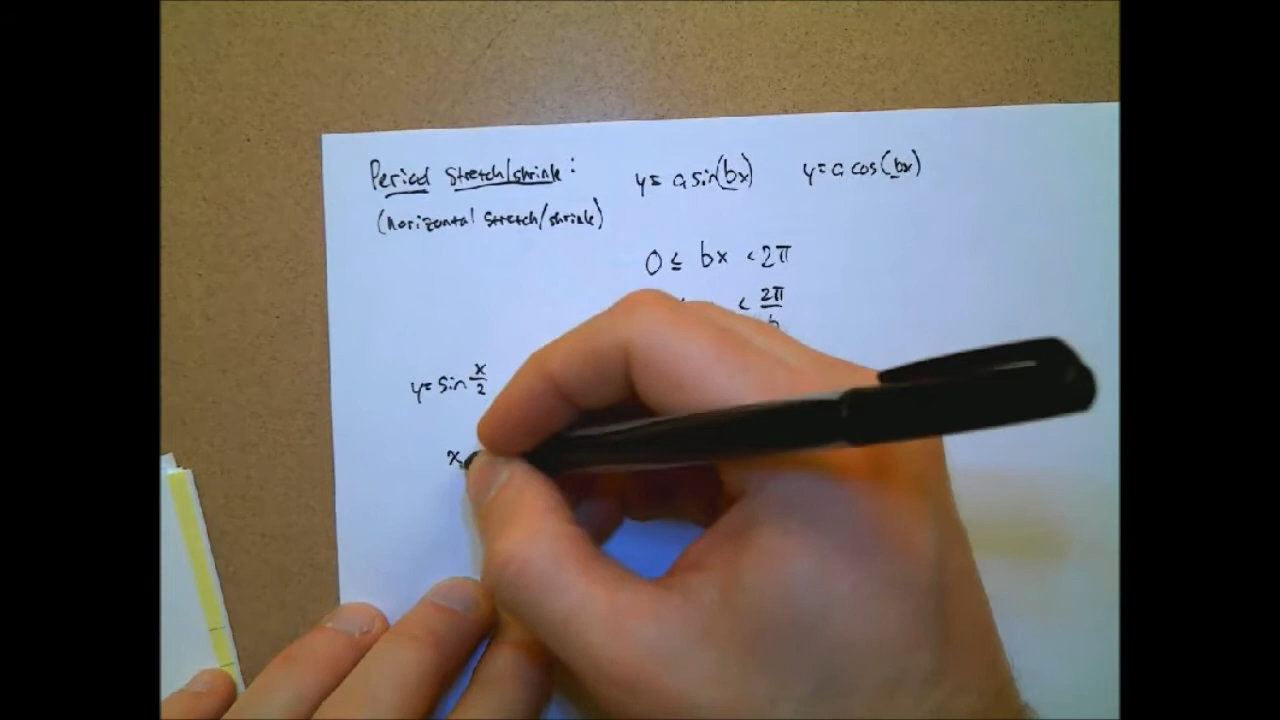 Period Stretch/shrink: y= a sin(bx) y= a cos(bx)
(horizontal stretch/shrink)
0 ≤ bx < 2π
< 2π/b
y= sin x/2
x